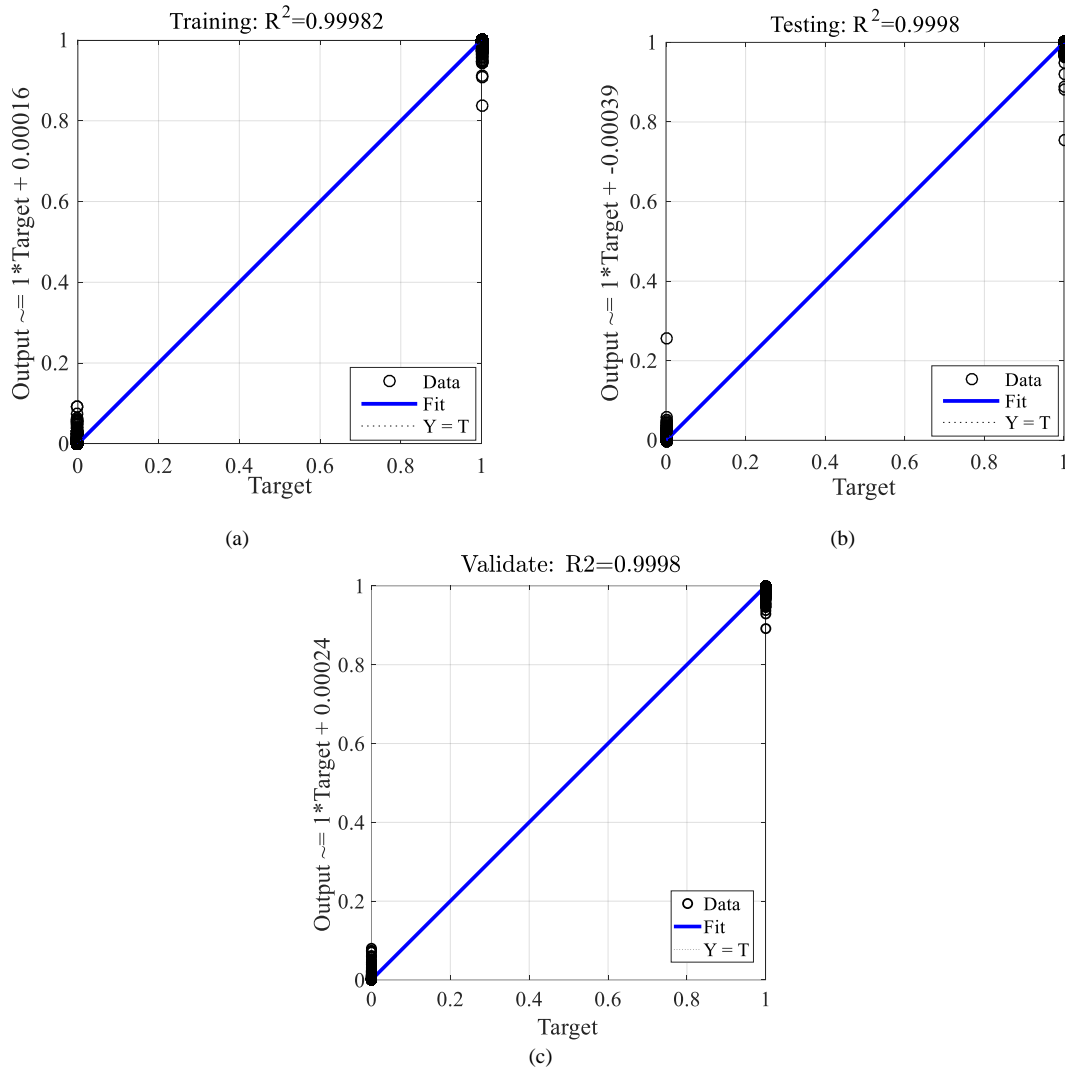 Training: R²=0.99982
Output ~= 1*Target + 0.00016
1
0.8
0.6
0.4
0.2
0
0 0.2 0.4 0.6 0.8 1
Target
Data
Fit
Y = T
(a)
Testing: R²=0.9998
Output ~= 1*Target + -0.00039
1
0.8
0.6
0.4
0.2
0
0 0.2 0.4 0.6 0.8 1
Target
Data
Fit
Y = T
(b)
Validate: R2=0.9998
Output ~= 1*Target + 0.00024
1
0.8
0.6
0.4
0.2
0
0 0.2 0.4 0.6 0.8 1
Target
Data
Fit
Y = T
(c)